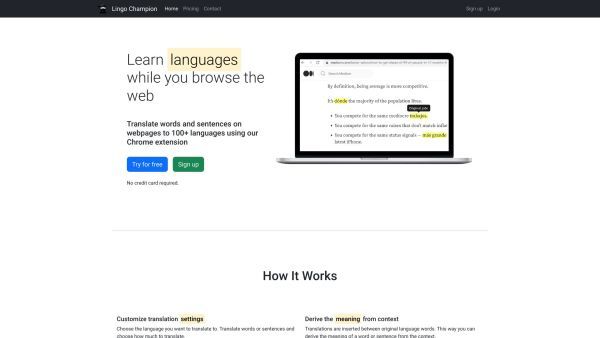 Lingo Champion Home Pricing Contact Sign up Login
Learn languages
while you browse the
web
Translate words and sentences on
webpages to 100+ languages using our
Chrome extension
Try for free Sign up
No credit card required.
Search Medium
By definition, being average is more competitive.
It's dónde the majority of the population lives.
Original: jobs
You compete for the same mediocre trabajos.
You compete for the same raises that don't match inflat
You compete for the same status signals — más grande
latest iPhone.
How It Works
Customize translation settings
Choose the language you want to translate to. Translate words or sentences and
choose how much to translate.
Derive the meaning from context
Translations are inserted between original language words. This way you can
derive the meaning of a word or sentence from the context.